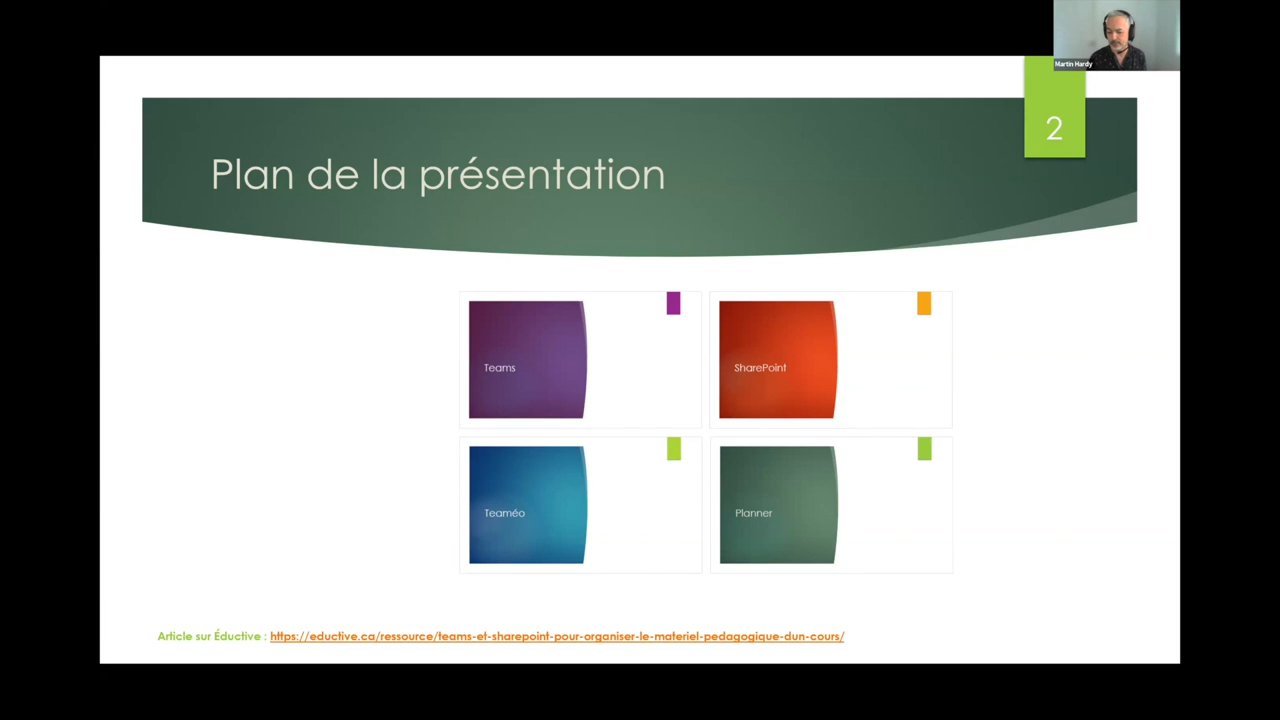 Martin Hardy
2
Plan de la présentation
Teams
SharePoint
Teaméo
Planner
Article sur Éductive : https://eductive.ca/ressource/teams-et-sharepoint-pour-organiser-le-materiel-pedagogique-dun-cours/